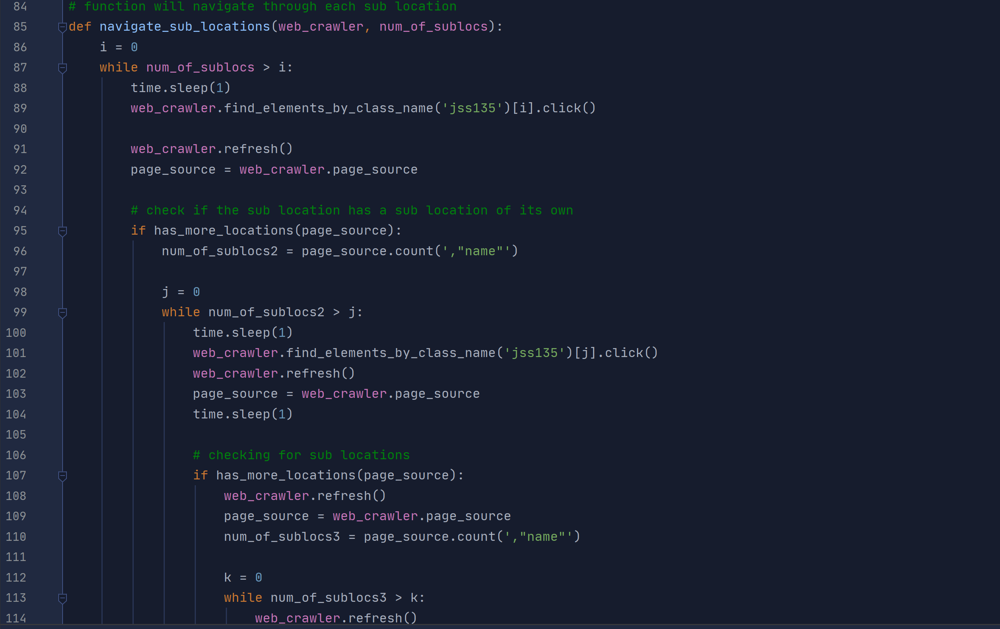 84 # function will navigate through each sub location
85 def navigate_sub_locations(web_crawler, num_of_sublocs):
86     i = 0
87     while num_of_sublocs > i:
88         time.sleep(1)
89         web_crawler.find_elements_by_class_name('jss135')[i].click()
90
91         web_crawler.refresh()
92         page_source = web_crawler.page_source
93
94         # check if the sub location has a sub location of its own
95         if has_more_locations(page_source):
96             num_of_sublocs2 = page_source.count(',"name"')
97
98             j = 0
99             while num_of_sublocs2 > j:
100                 time.sleep(1)
101                 web_crawler.find_elements_by_class_name('jss135')[j].click()
102                 web_crawler.refresh()
103                 page_source = web_crawler.page_source
104                 time.sleep(1)
105
106                 # checking for sub locations
107                 if has_more_locations(page_source):
108                     web_crawler.refresh()
109                     page_source = web_crawler.page_source
110                     num_of_sublocs3 = page_source.count(',"name"')
111
112                     k = 0
113                     while num_of_sublocs3 > k:
114                         web_crawler.refresh()